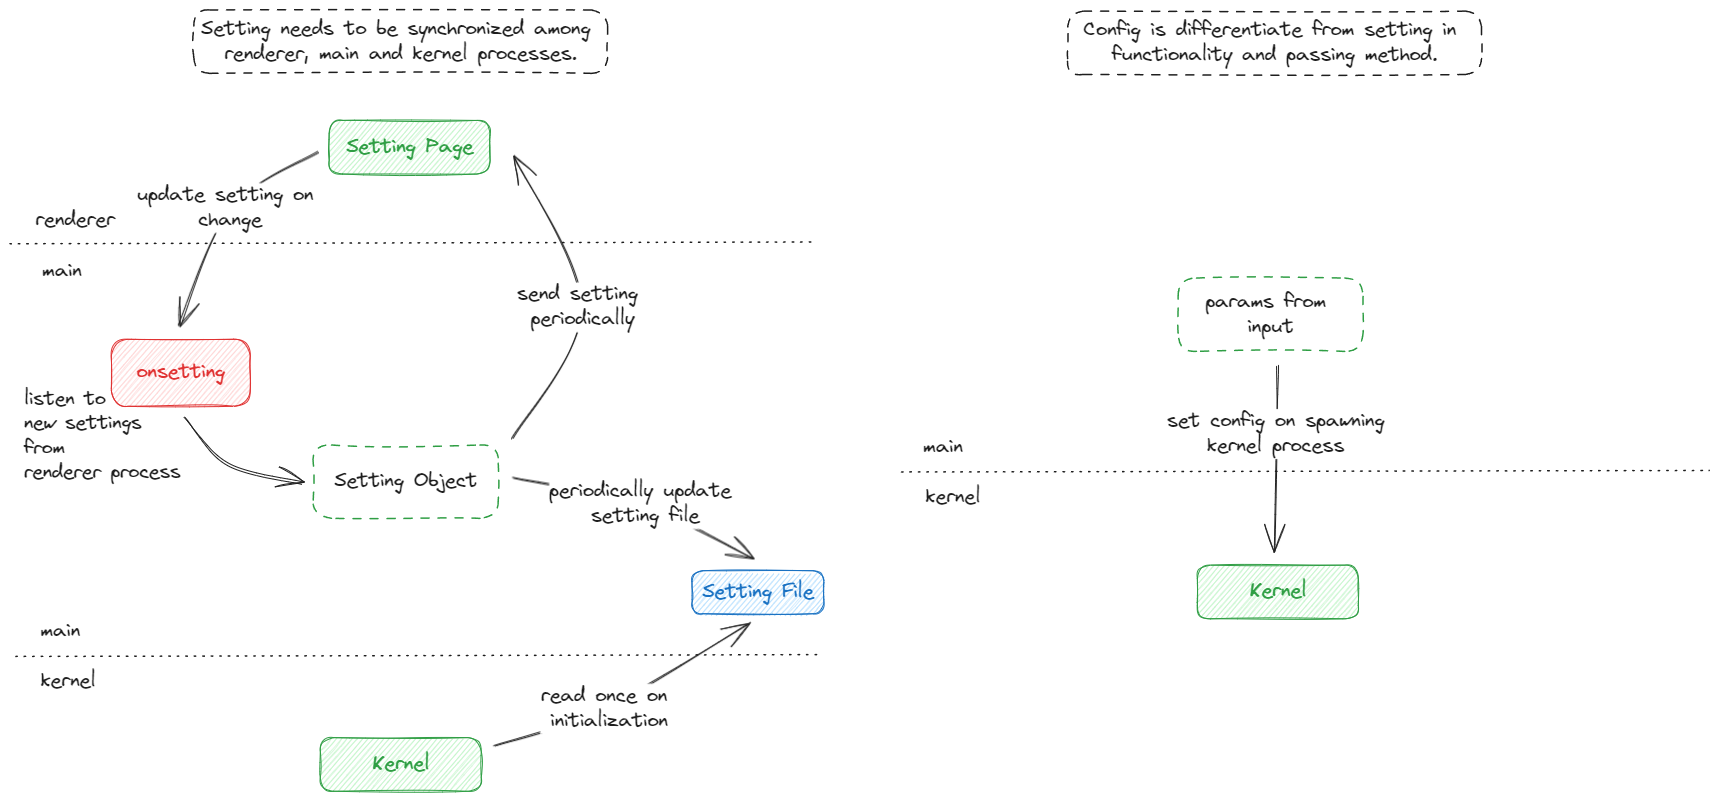 Setting needs to be synchronized among
renderer, main and kernel processes.
Setting Page
update setting on
change
renderer
main
send setting
periodically
onsetting
listen to
new settings
from
renderer process
Setting Object
periodically update
setting file
Setting File
main
kernel
read once on
initialization
Kernel
Config is differentiate from setting in
functionality and passing method.
params from
input
set config on spawning
kernel process
main
kernel
Kernel